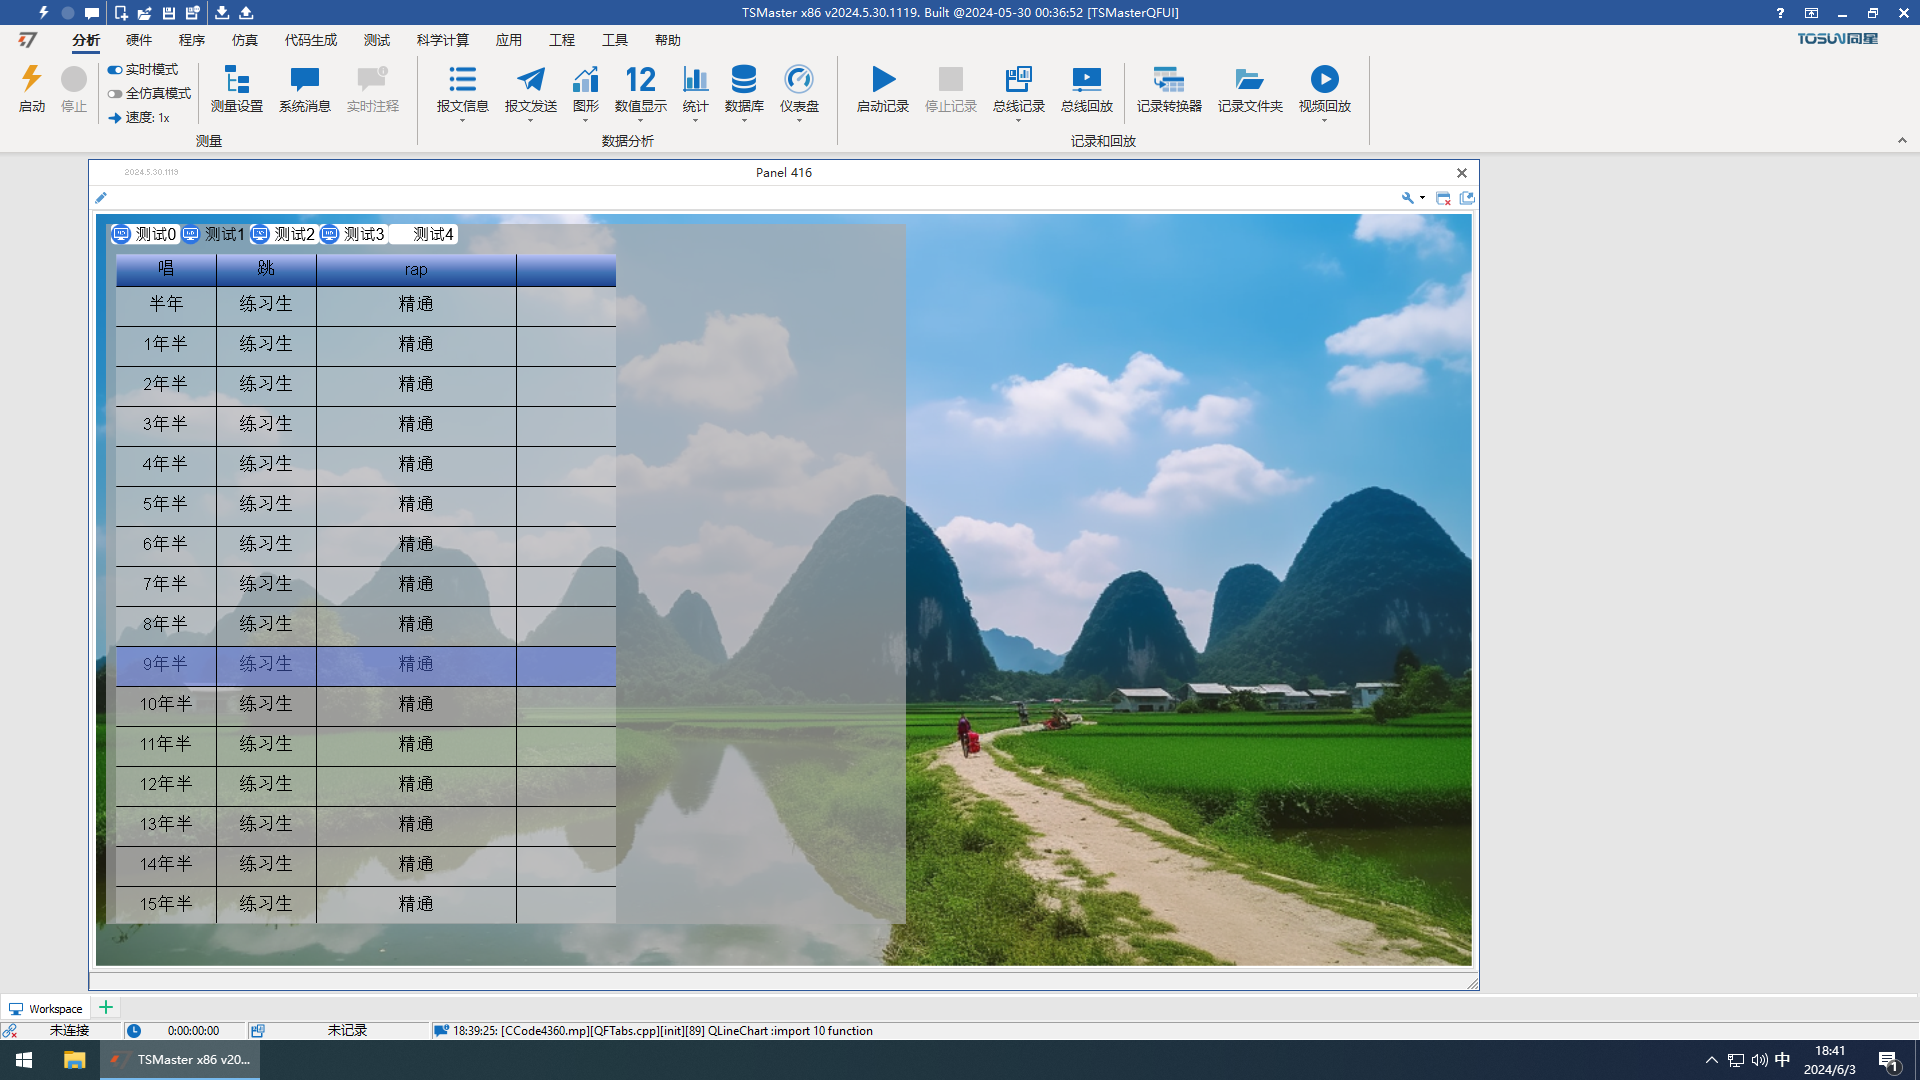 TSMaster x86 v2024.5.30.1119. Built @2024-05-30 00:36:52 [TSMasterQFUI]
分析 硬件 程序 仿真 代码生成 测试 科学计算 应用 工程 工具 帮助
TOSUN同星
启动 停止
实时模式
全仿真模式
速度: 1x
测量设置 系统消息 实时注释
报文信息 报文发送 图形 数值显示 统计 数据库 仪表盘
12
启动记录 停止记录 总线记录 总线回放 记录转换器 记录文件夹 视频回放
测量 数据分析 记录和回放
2024.5.30.1119
Panel 416
测试0 测试1 测试2 测试3 测试4
唱 跳 rap
半年 练习生 精通
1年半 练习生 精通
2年半 练习生 精通
3年半 练习生 精通
4年半 练习生 精通
5年半 练习生 精通
6年半 练习生 精通
7年半 练习生 精通
8年半 练习生 精通
9年半 练习生 精通
10年半 练习生 精通
11年半 练习生 精通
12年半 练习生 精通
13年半 练习生 精通
14年半 练习生 精通
15年半 练习生 精通
Workspace
未连接 0:00:00:00 未记录 18:39:25: [CCode4360.mp][QFTabs.cpp][init][89] QLineChart :import 10 function
TSMaster x86 v20...
中
18:41
2024/6/3
1